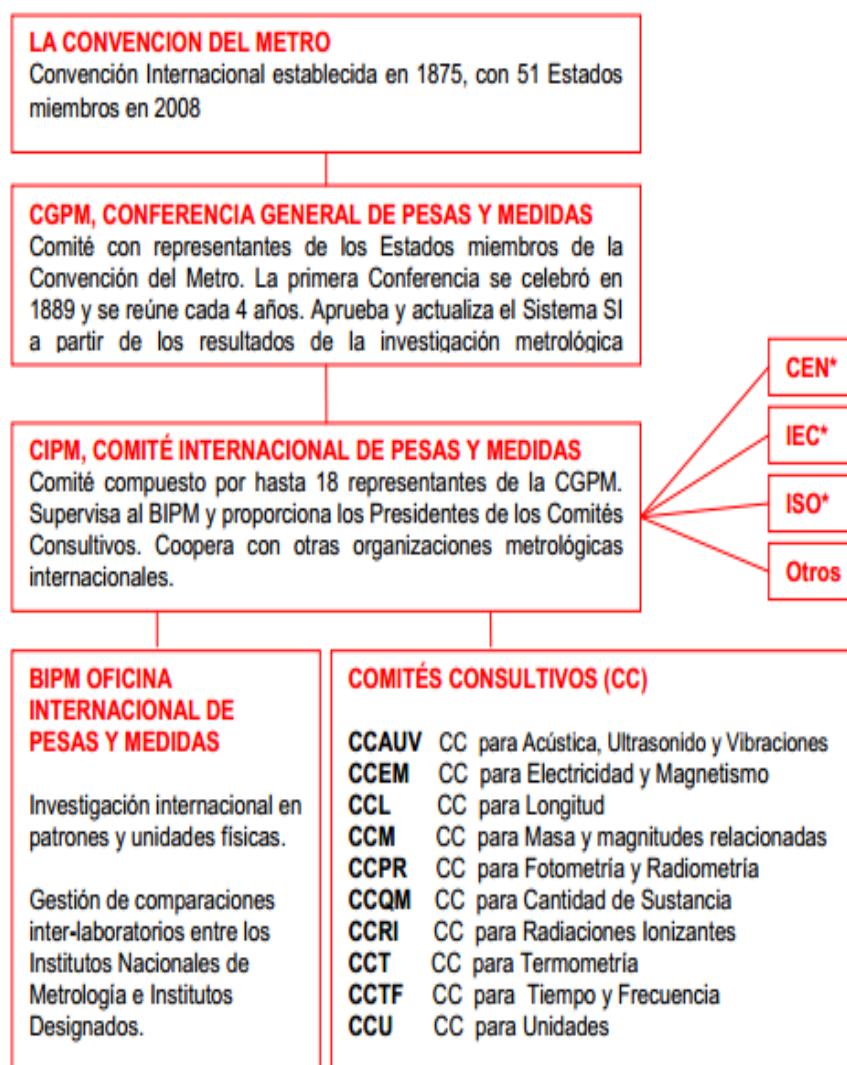 LA CONVENCION DEL METRO
Convención Internacional establecida en 1875, con 51 Estados
miembros en 2008
CGPM, CONFERENCIA GENERAL DE PESAS Y MEDIDAS
Comité con representantes de los Estados miembros de la
Convención del Metro. La primera Conferencia se celebró en
1889 y se reúne cada 4 años. Aprueba y actualiza el Sistema SI
a partir de los resultados de la investigación metrológica
CIPM, COMITÉ INTERNACIONAL DE PESAS Y MEDIDAS
Comité compuesto por hasta 18 representantes de la CGPM.
Supervisa al BIPM y proporciona los Presidentes de los Comités
Consultivos. Coopera con otras organizaciones metrológicas
internacionales.
CEN*
IEC*
ISO*
Otros
BIPM OFICINA
INTERNACIONAL DE
PESAS Y MEDIDAS
Investigación internacional en
patrones y unidades físicas.
Gestión de comparaciones
inter-laboratorios entre los
Institutos Nacionales de
Metrología e Institutos
Designados.
COMITÉS CONSULTIVOS (CC)
CCAUV CC para Acústica, Ultrasonido y Vibraciones
CCEM CC para Electricidad y Magnetismo
CCL CC para Longitud
CCM CC para Masa y magnitudes relacionadas
CCPR CC para Fotometría y Radiometría
CCQM CC para Cantidad de Sustancia
CCRI CC para Radiaciones Ionizantes
CCT CC para Termometría
CCTF CC para Tiempo y Frecuencia
CCU CC para Unidades